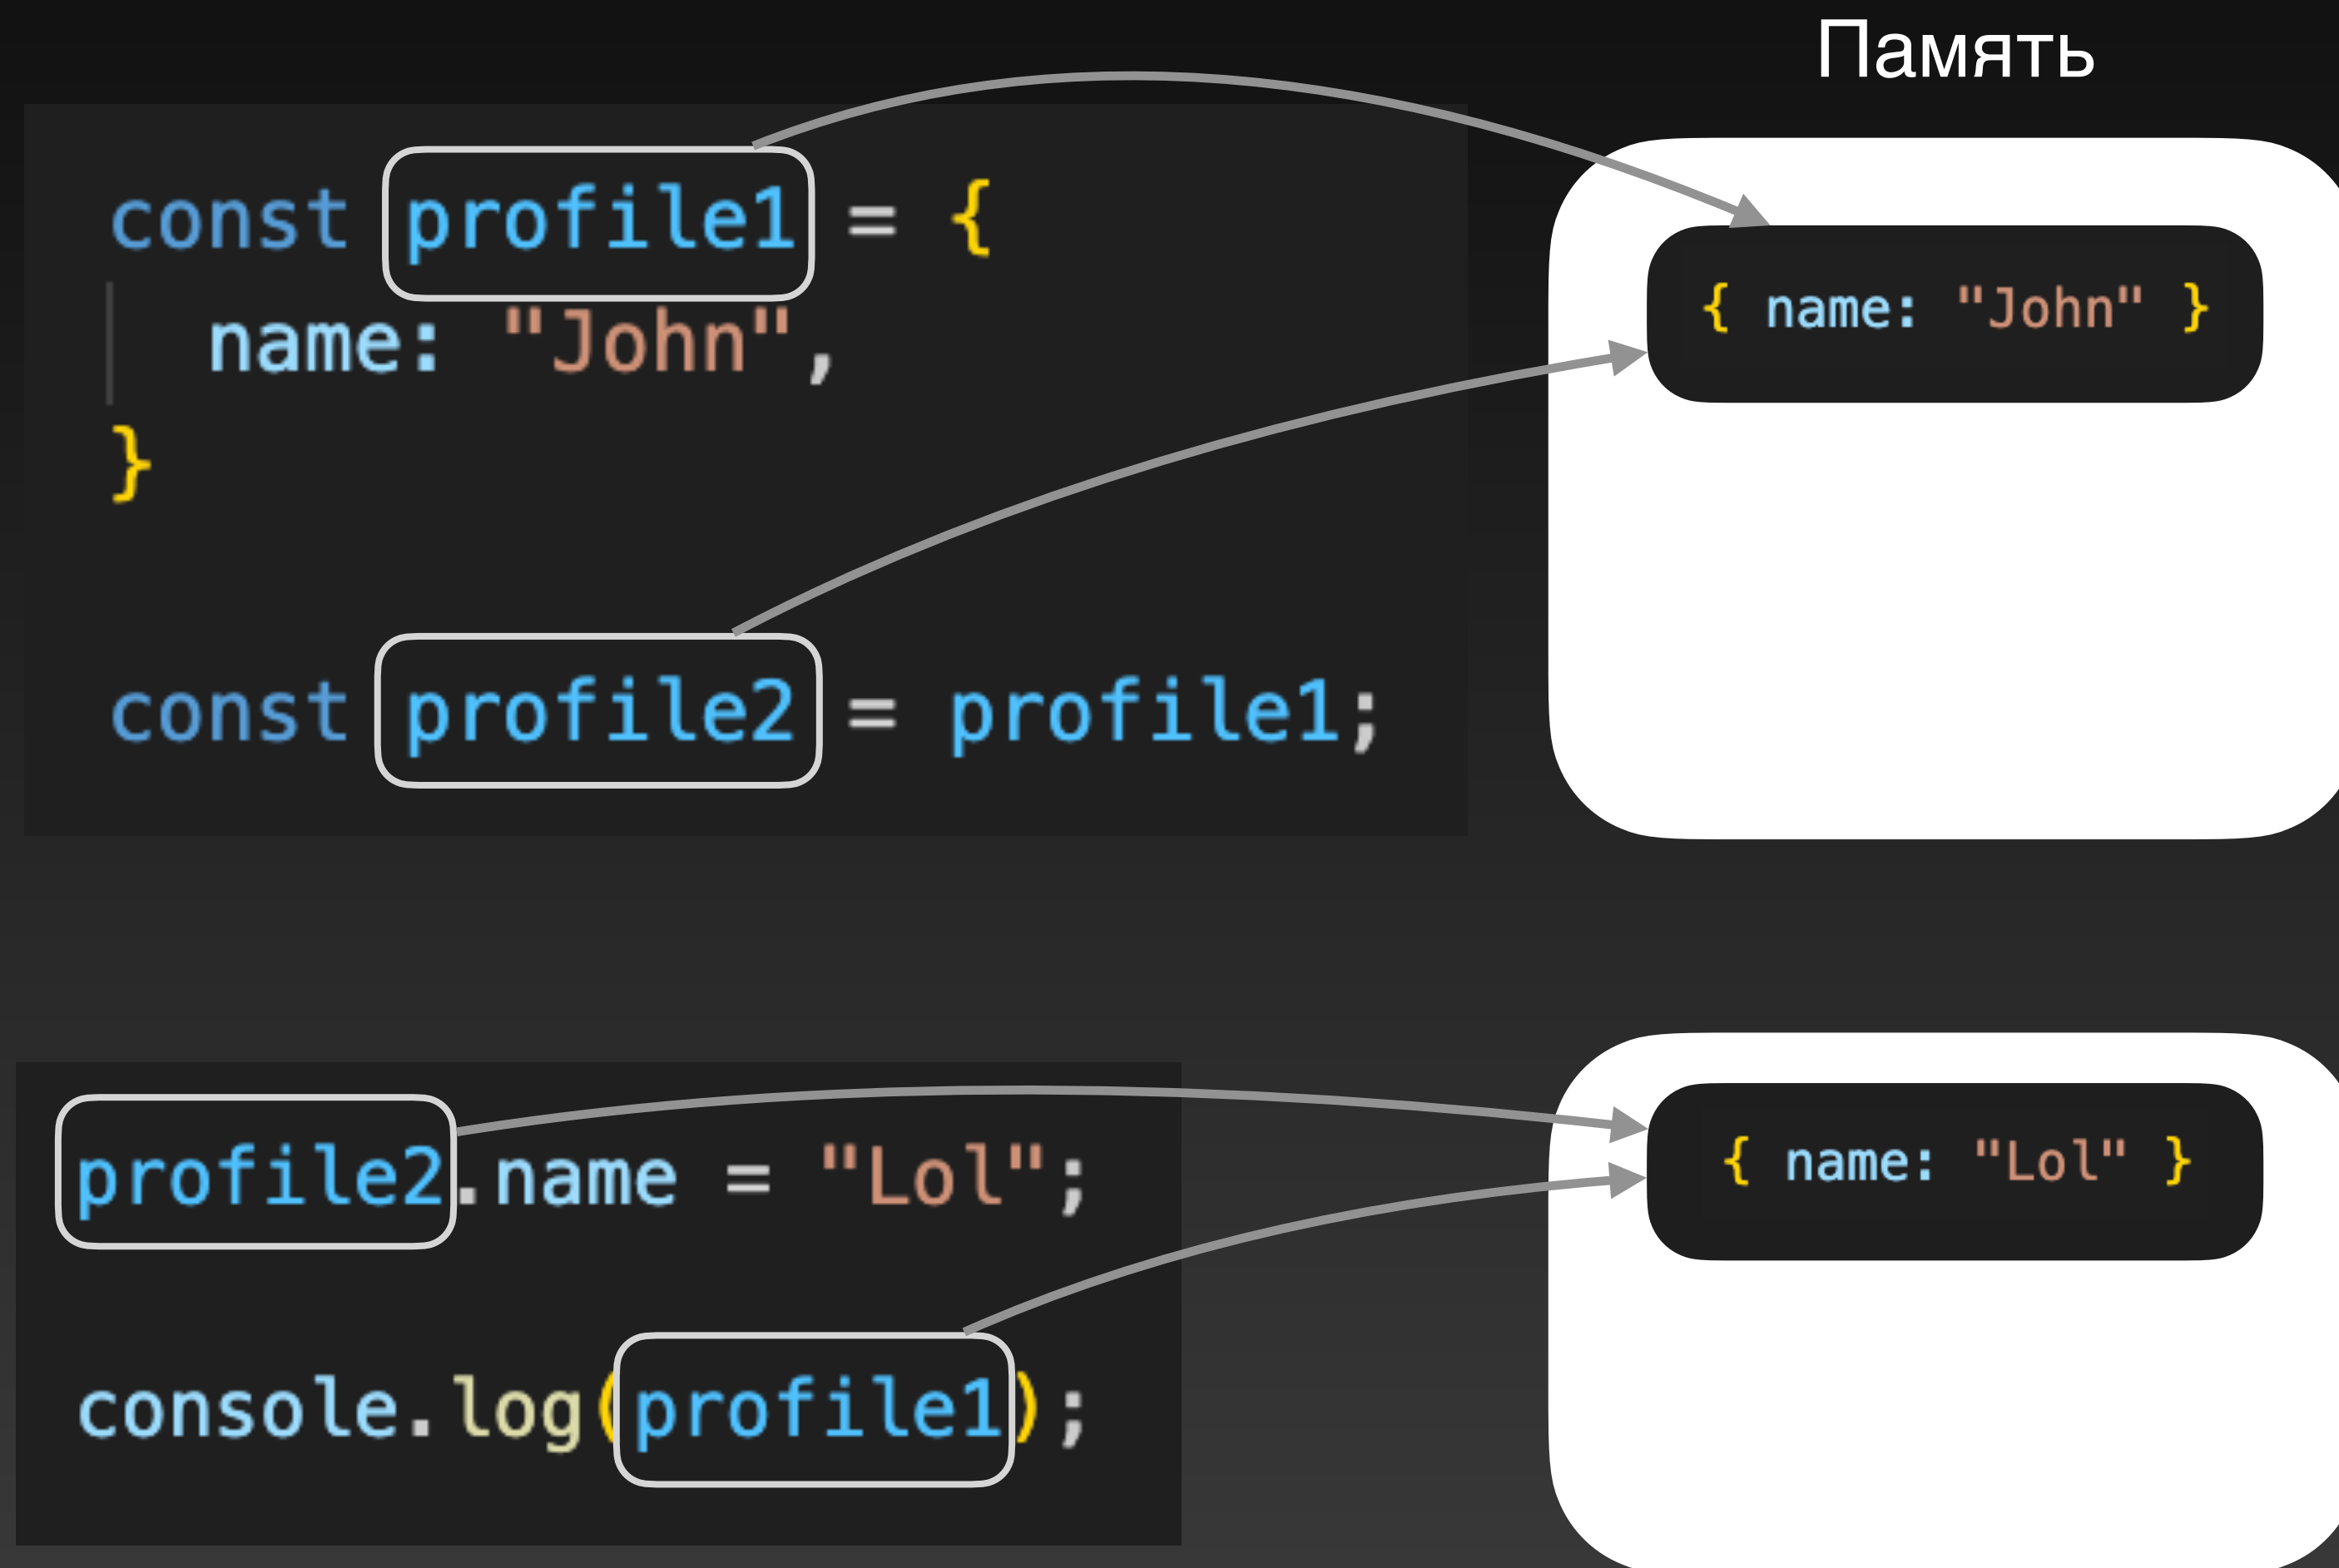 Память
const profile1 = {
name: "John",
}
const profile2 = profile1;
{ name: "John" }
profile2.name = "Lol";
console.log(profile1);
{ name: "Lol" }